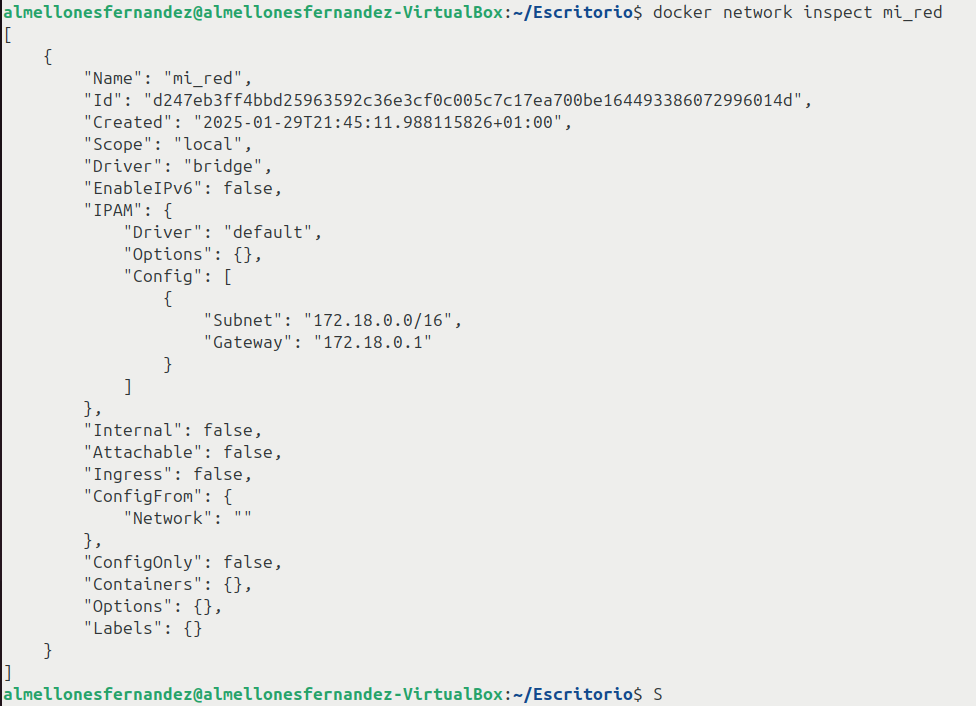 almellonesfernandez@almellonesfernandez-VirtualBox:~/Escritorio$ docker network inspect mi_red
[
    {
        "Name": "mi_red",
        "Id": "d247eb3ff4bbd25963592c36e3cf0c005c7c17ea700be164493386072996014d",
        "Created": "2025-01-29T21:45:11.988115826+01:00",
        "Scope": "local",
        "Driver": "bridge",
        "EnableIPv6": false,
        "IPAM": {
            "Driver": "default",
            "Options": {},
            "Config": [
                {
                    "Subnet": "172.18.0.0/16",
                    "Gateway": "172.18.0.1"
                }
            ]
        },
        "Internal": false,
        "Attachable": false,
        "Ingress": false,
        "ConfigFrom": {
            "Network": ""
        },
        "ConfigOnly": false,
        "Containers": {},
        "Options": {},
        "Labels": {}
    }
]
almellonesfernandez@almellonesfernandez-VirtualBox:~/Escritorio$ S